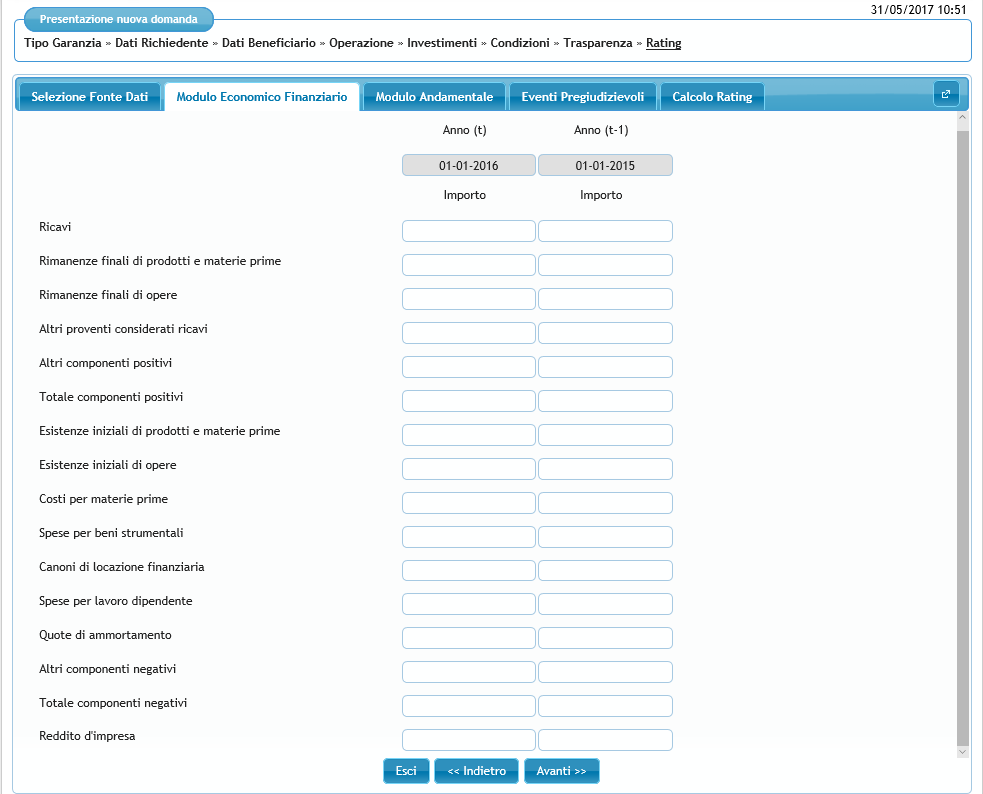 31/05/2017 10:51
Presentazione nuova domanda
Tipo Garanzia » Dati Richiedente » Dati Beneficiario » Operazione » Investimenti » Condizioni » Trasparenza » Rating
Selezione Fonte Dati Modulo Economico Finanziario Modulo Andamentale Eventi Pregiudizievoli Calcolo Rating
Anno (t) Anno (t-1)
01-01-2016 01-01-2015
Importo Importo
Ricavi
Rimanenze finali di prodotti e materie prime
Rimanenze finali di opere
Altri proventi considerati ricavi
Altri componenti positivi
Totale componenti positivi
Esistenze iniziali di prodotti e materie prime
Esistenze iniziali di opere
Costi per materie prime
Spese per beni strumentali
Canoni di locazione finanziaria
Spese per lavoro dipendente
Quote di ammortamento
Altri componenti negativi
Totale componenti negativi
Reddito d'impresa
Esci << Indietro Avanti >>